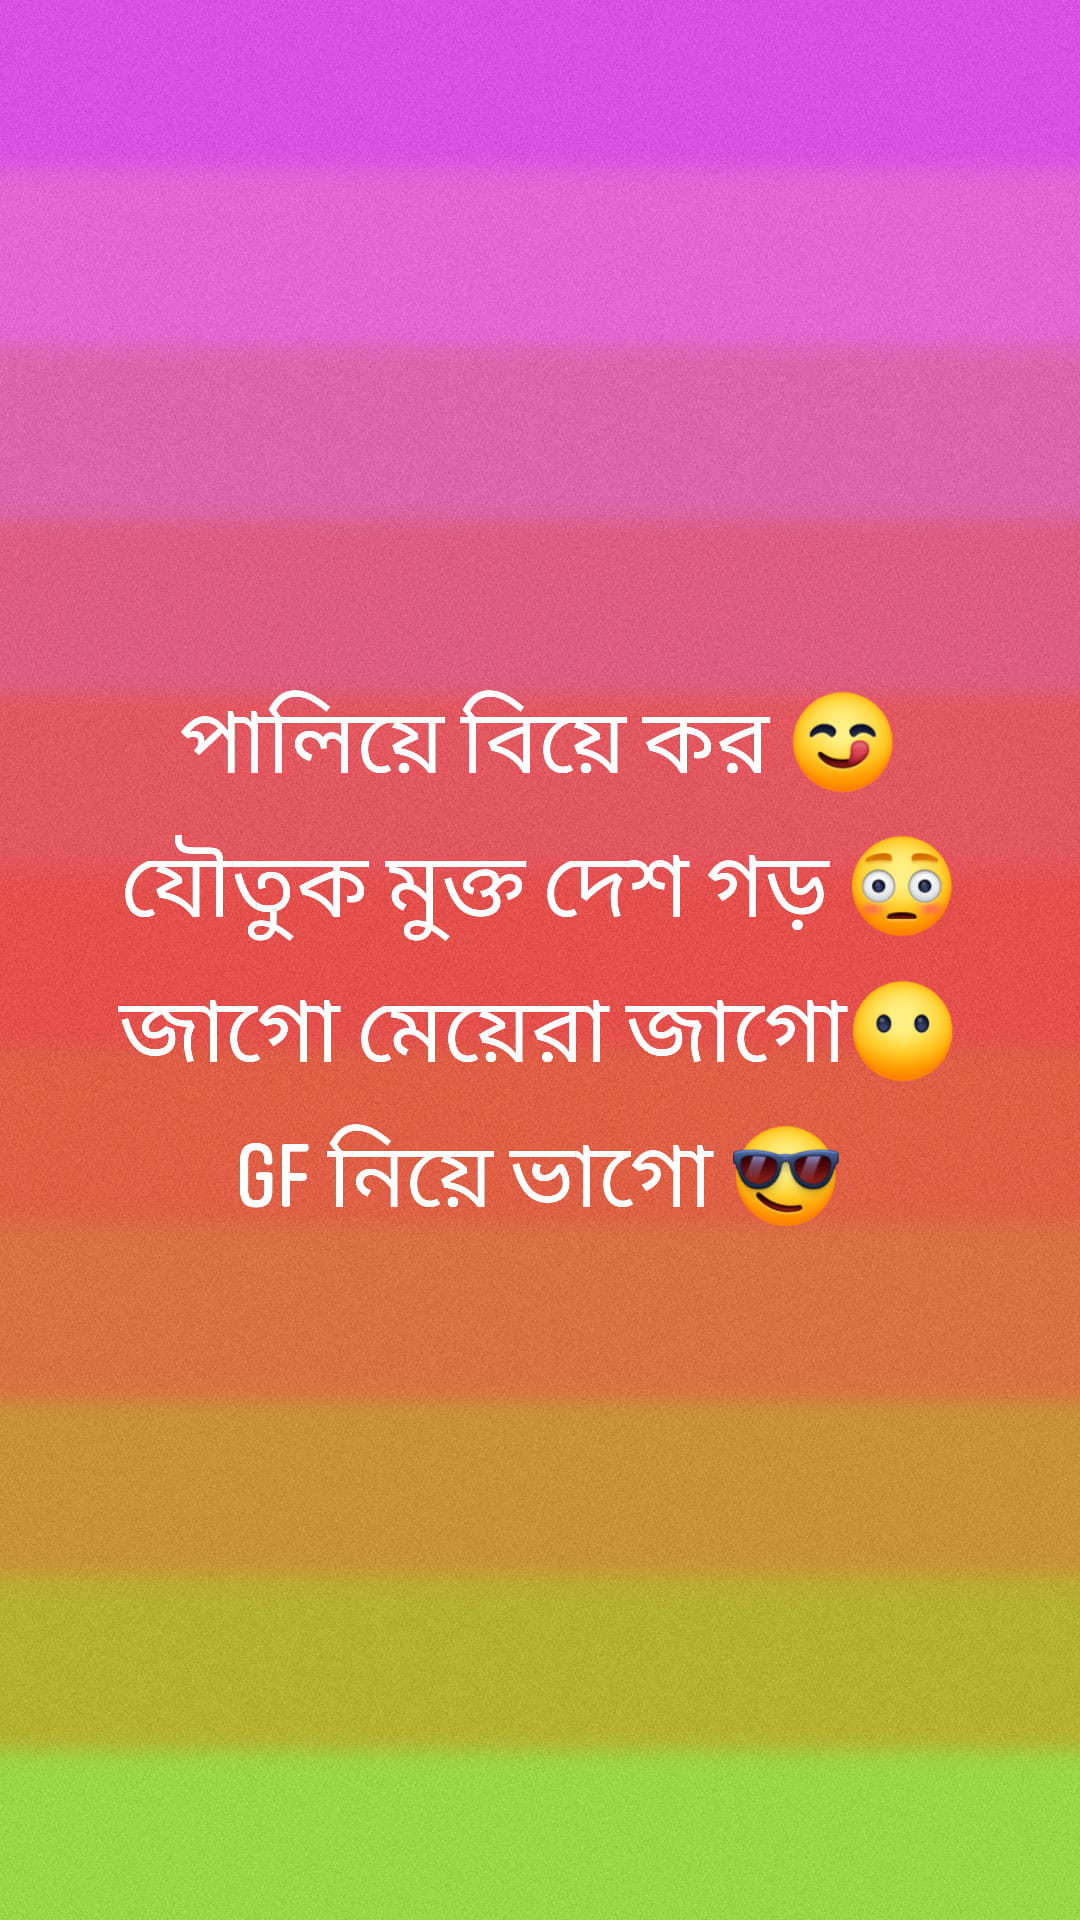 পালিয়ে বিয়ে কর 😋
যৌতুক মুক্ত দেশ গড় 😳
জাগো মেয়েরা জাগো😶
GF নিয়ে ভাগো 😎